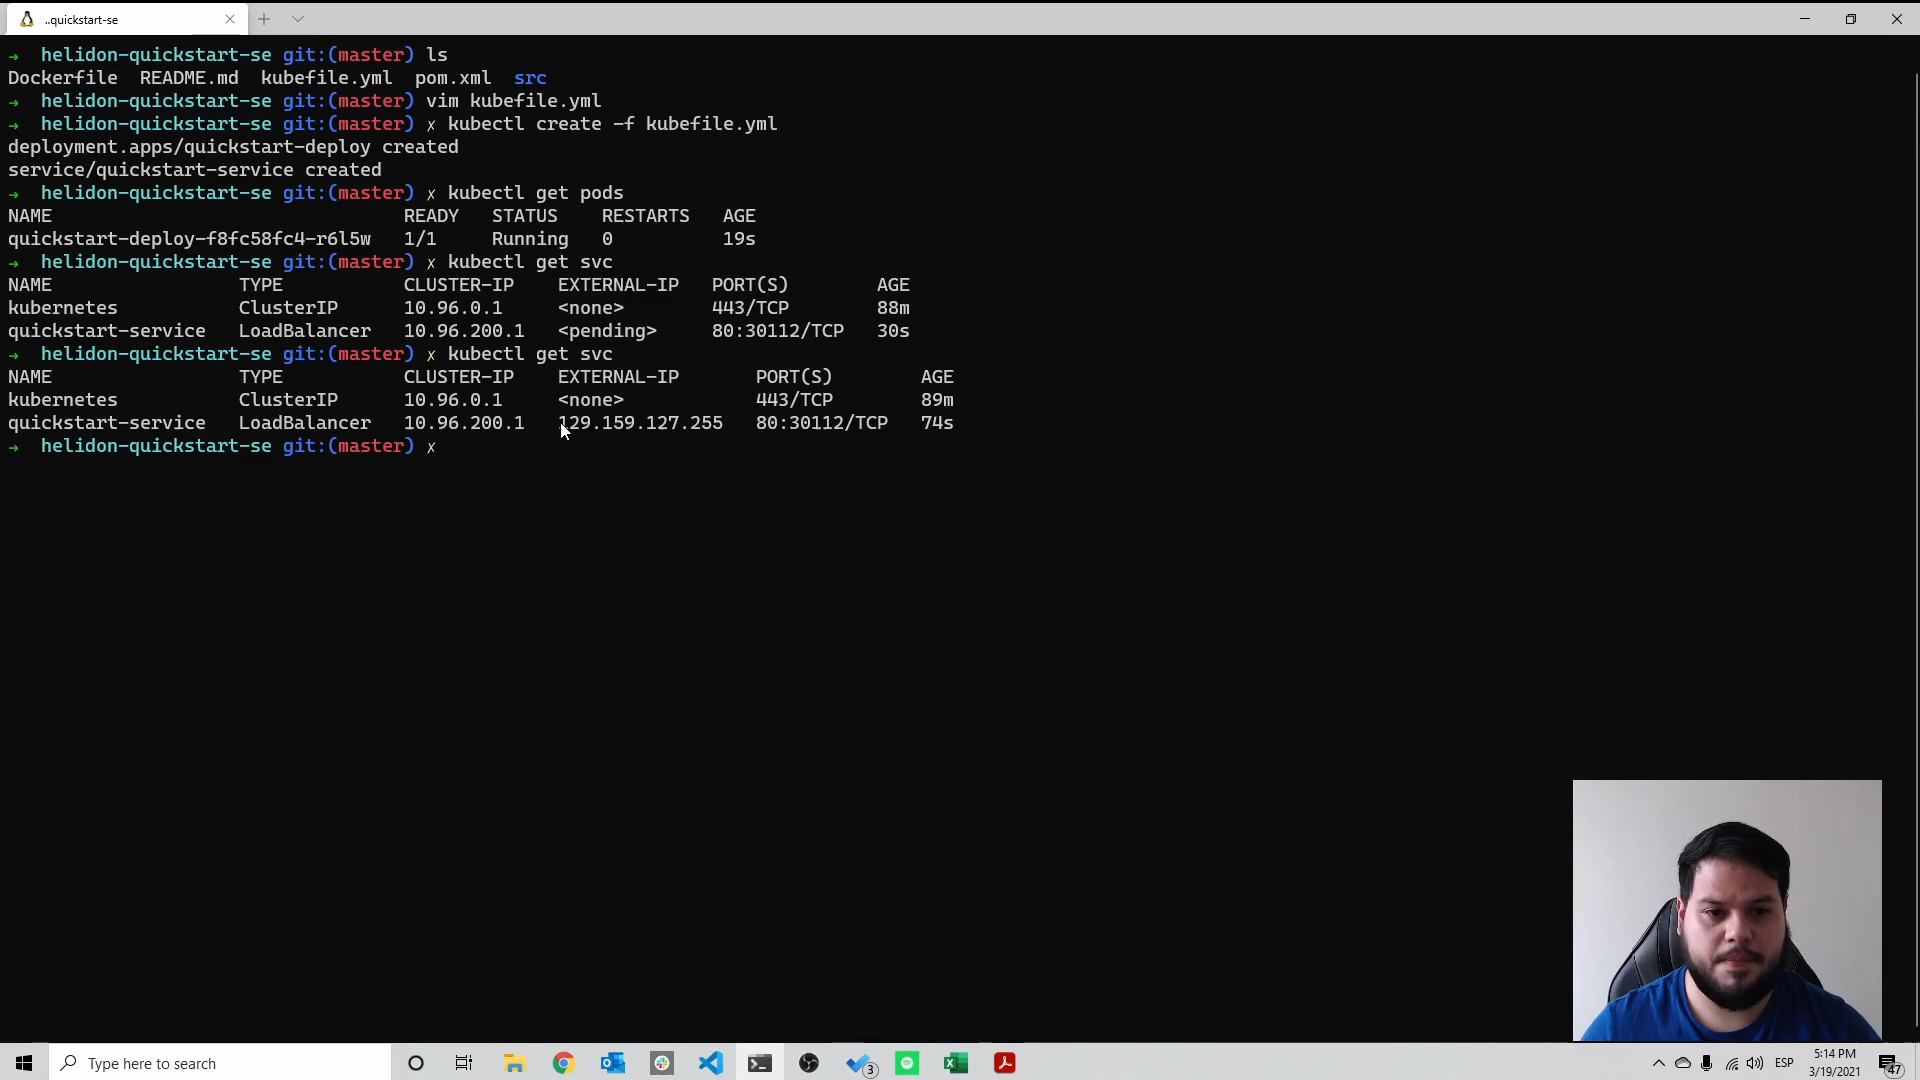 ..quickstart-se
→ helidon-quickstart-se git:(master) ls
Dockerfile README.md kubefile.yml pom.xml src
→ helidon-quickstart-se git:(master) vim kubefile.yml
→ helidon-quickstart-se git:(master) ✗ kubectl create -f kubefile.yml
deployment.apps/quickstart-deploy created
service/quickstart-service created
→ helidon-quickstart-se git:(master) ✗ kubectl get pods
NAME READY STATUS RESTARTS AGE
quickstart-deploy-f8fc58fc4-r6l5w 1/1 Running 0 19s
→ helidon-quickstart-se git:(master) ✗ kubectl get svc
NAME TYPE CLUSTER-IP EXTERNAL-IP PORT(S) AGE
kubernetes ClusterIP 10.96.0.1 <none> 443/TCP 88m
quickstart-service LoadBalancer 10.96.200.1 <pending> 80:30112/TCP 30s
→ helidon-quickstart-se git:(master) ✗ kubectl get svc
NAME TYPE CLUSTER-IP EXTERNAL-IP PORT(S) AGE
kubernetes ClusterIP 10.96.0.1 <none> 443/TCP 89m
quickstart-service LoadBalancer 10.96.200.1 129.159.127.255 80:30112/TCP 74s
→ helidon-quickstart-se git:(master) ✗
Type here to search
3
ESP
5:14 PM
3/19/2021
47